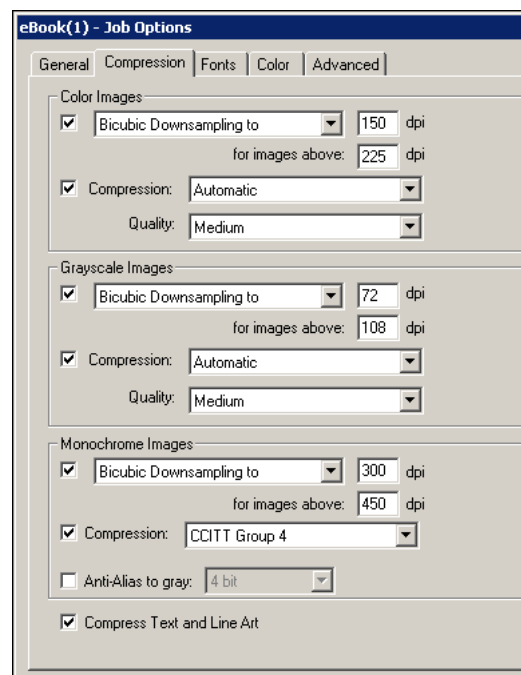 eBook(1) - Job Options
General Compression Fonts Color Advanced
Color Images
Bicubic Downsampling to 150 dpi
for images above: 225 dpi
Compression: Automatic
Quality: Medium
Grayscale Images
Bicubic Downsampling to 72 dpi
for images above: 108 dpi
Compression: Automatic
Quality: Medium
Monochrome Images
Bicubic Downsampling to 300 dpi
for images above: 450 dpi
Compression: CCITT Group 4
Anti-Alias to gray: 4 bit
Compress Text and Line Art